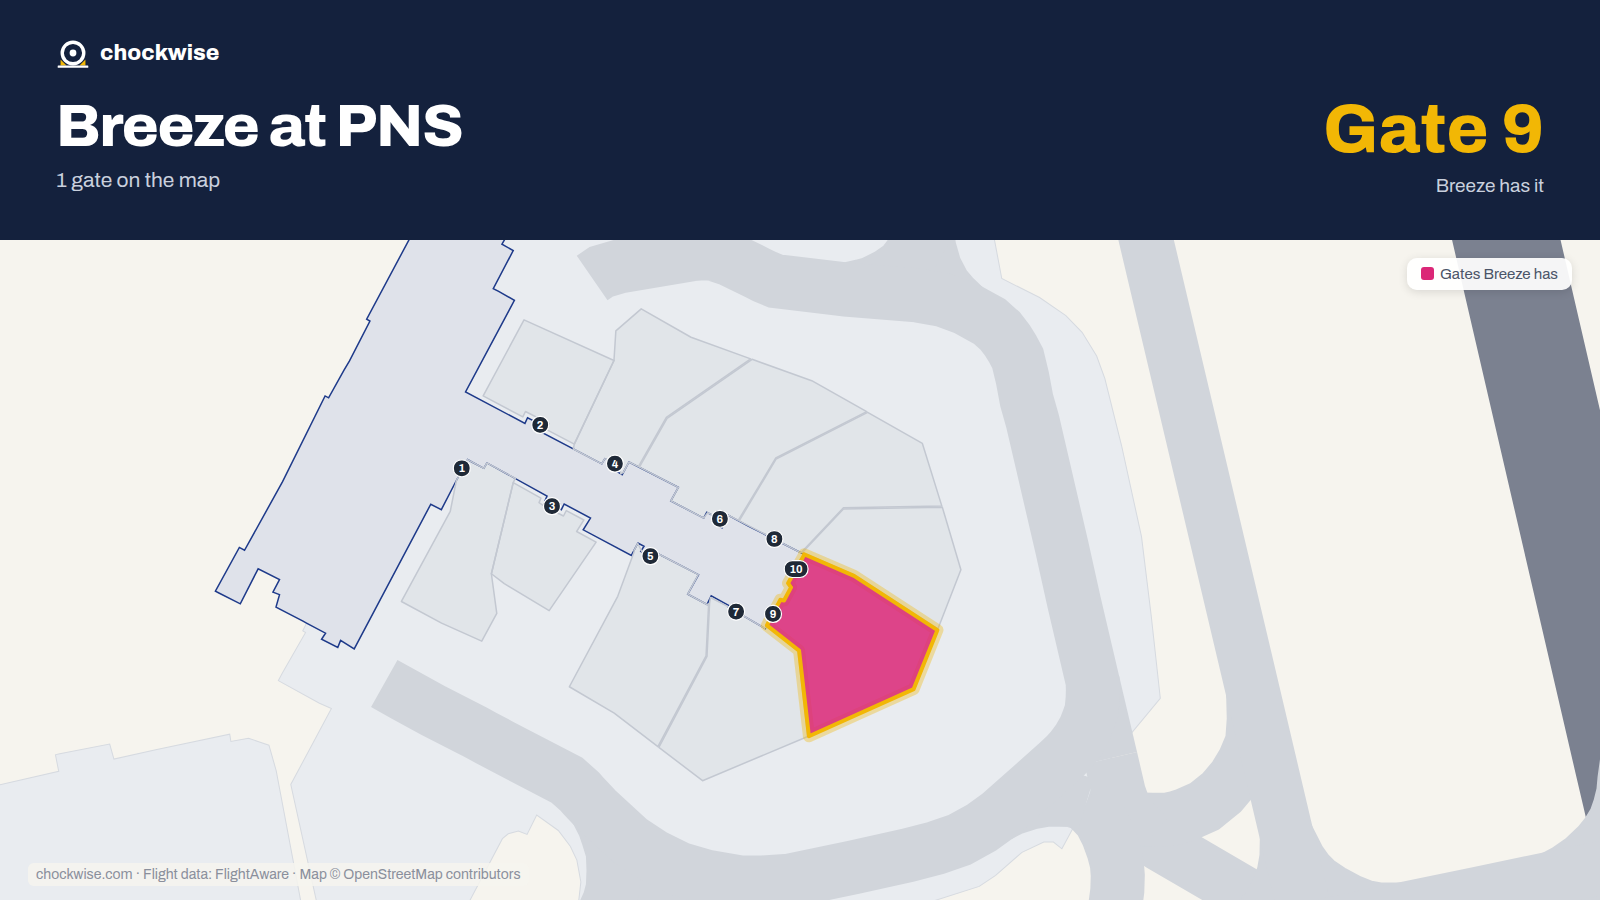 chockwise
Breeze at PNS
1 gate on the map
Gate 9
Breeze has it
Gates Breeze has
2
4
1
3
6
8
5
10
7
9
chockwise.com · Flight data: FlightAware · Map © OpenStreetMap contributors